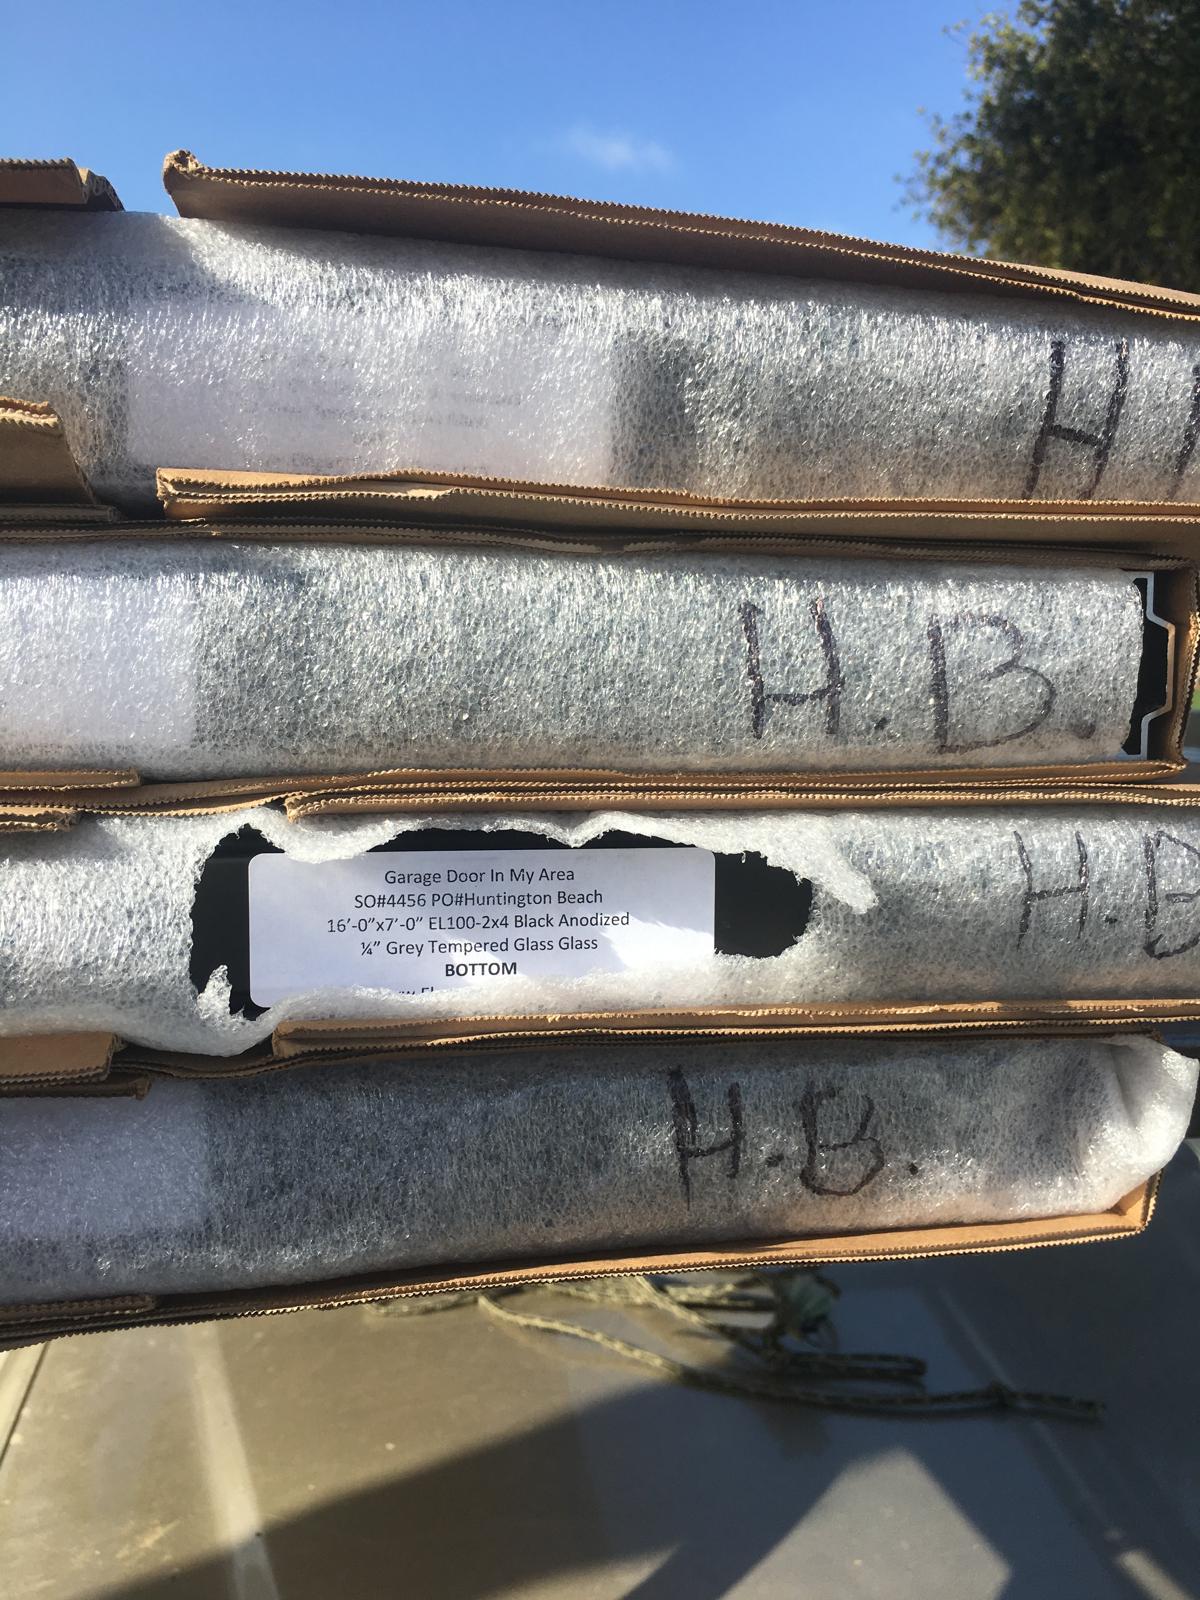 H
H.B.
Garage Door In My Area
SO#4456 PO#Huntington Beach
16’-0”x7’-0” EL100-2x4 Black Anodized
¼” Grey Tempered Glass Glass
BOTTOM
H.B
H.B.